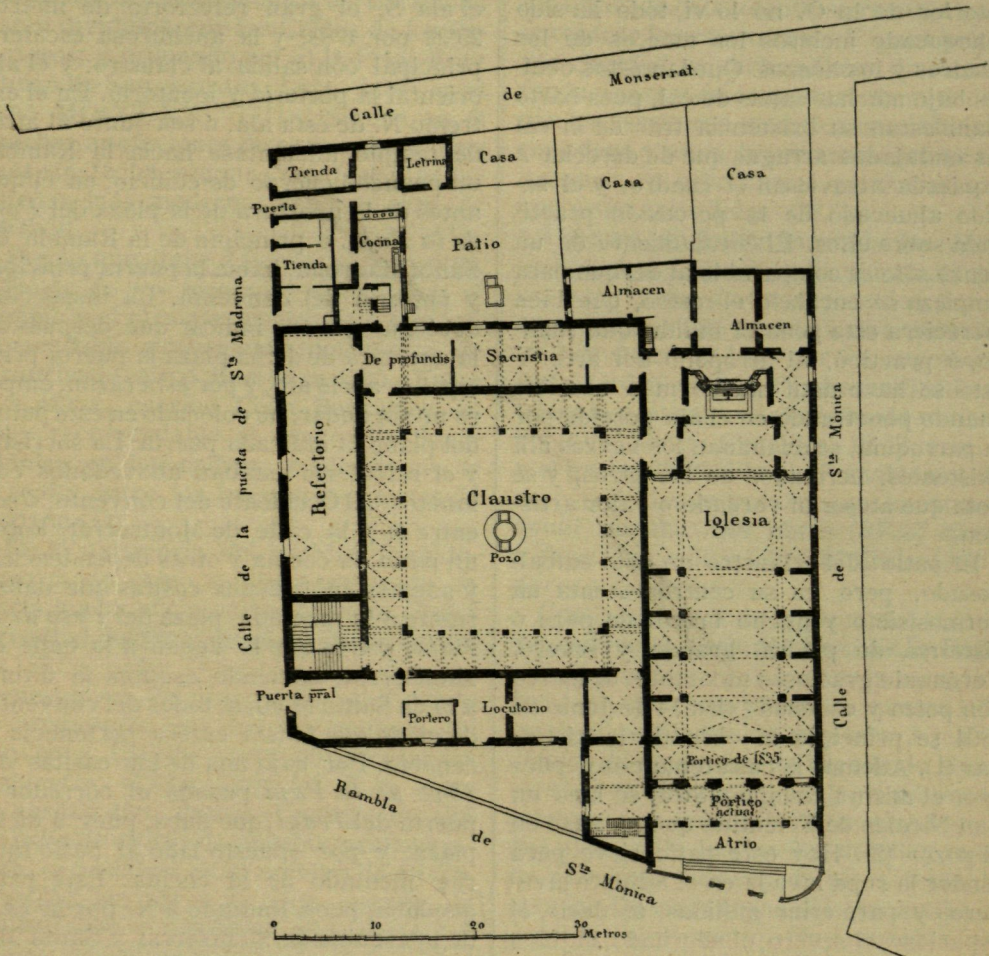 Calle de Monserrat.
Tienda
Letrina
Casa
Casa
Casa
Puerta
Cocina
Patio
Tienda
Almacen
Almacen
De profundis
Sacristia
Calle de la puerta de Sta Madrona
Refectorio
Claustro
Pozo
Iglesia
Calle de Sta Mònica
Puerta pral
Portero
Locutorio
Pórtico de 1835
Pórtico
actual
Atrio
Rambla de Sta Mònica
0 10 20 30
Metros